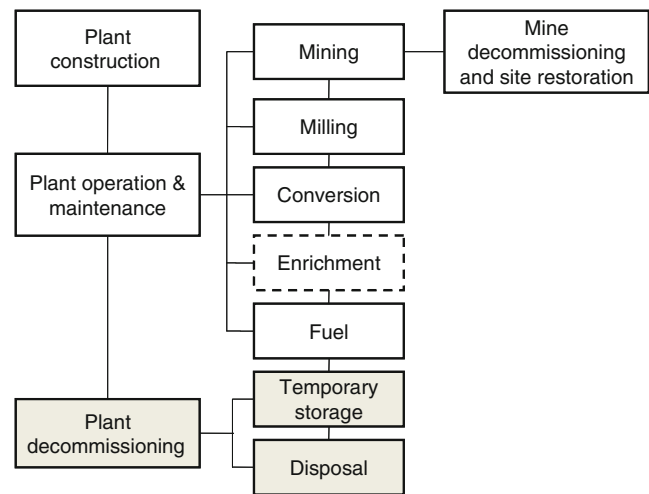 Plant
construction
Plant operation &
maintenance
Plant
decommissioning
Mining
Milling
Conversion
Enrichment
Fuel
Temporary
storage
Disposal
Mine
decommissioning
and site restoration